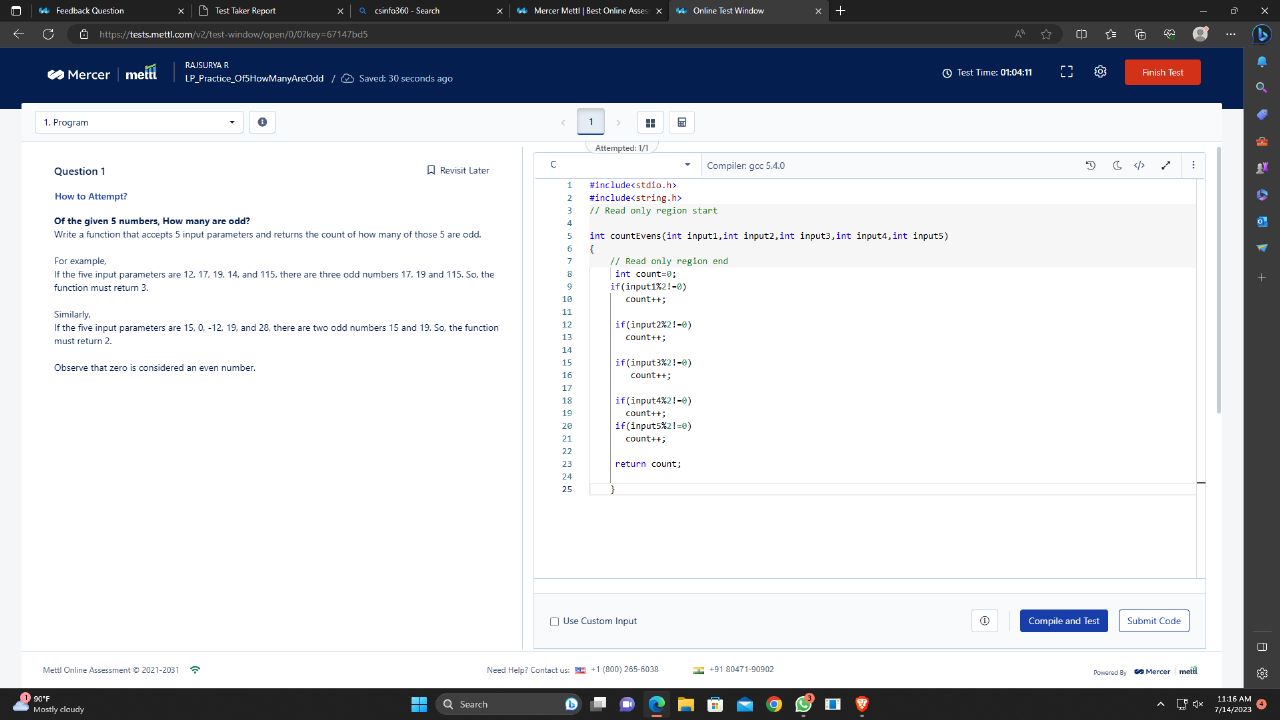 Feedback Question
Test Taker Report
csinfo360 - Search
Mercer Mettl | Best Online Asses
Online Test Window
https://tests.mettl.com/v2/test-window/open/0/0?key=67147bd5
Mercer | mettl
RAJSURYA R
LP_Practice_Of5HowManyAreOdd / Saved: 30 seconds ago
Test Time: 01:04:11
Finish Test
1. Program
1
Attempted: 1/1
Question 1
Revisit Later
How to Attempt?
Of the given 5 numbers, How many are odd?
Write a function that accepts 5 input parameters and returns the count of how many of those 5 are odd.
For example,
If the five input parameters are 12, 17, 19, 14, and 115, there are three odd numbers 17, 19 and 115. So, the
function must return 3.
Similarly,
If the five input parameters are 15, 0, -12, 19, and 28, there are two odd numbers 15 and 19. So, the function
must return 2.
Observe that zero is considered an even number.
C
Compiler: gcc 5.4.0
1 #include<stdio.h>
2 #include<string.h>
3 // Read only region start
4
5 int countEvens(int input1,int input2,int input3,int input4,int input5)
6 {
7 // Read only region end
8 int count=0;
9 if(input1%2!=0)
10 count++;
11
12 if(input2%2!=0)
13 count++;
14
15 if(input3%2!=0)
16 count++;
17
18 if(input4%2!=0)
19 count++;
20 if(input5%2!=0)
21 count++;
22
23 return count;
24
25 }
Use Custom Input
Compile and Test
Submit Code
Mettl Online Assessment © 2021-2031
Need Help? Contact us: +1 (800) 265-6038
+91 80471-90902
Powered By Mercer | mettl
1
90°F
Mostly cloudy
Search
3
11:16 AM
7/14/2023
4